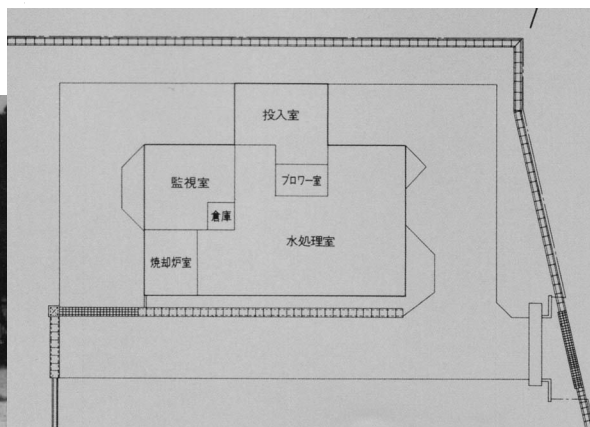 投入室
監視室
ブロワー室
倉庫
水処理室
焼却炉室